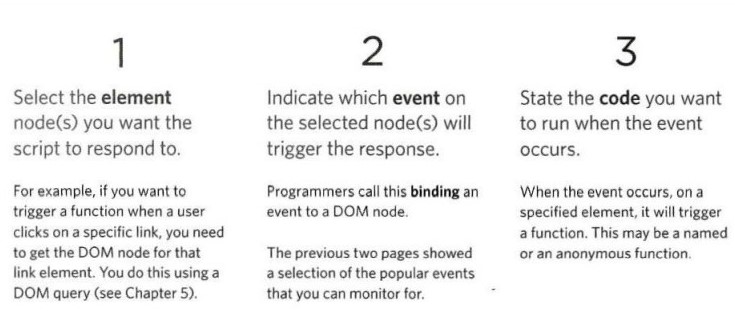 1
Select the element
node(s) you want the
script to respond to.
For example, if you want to
trigger a function when a user
clicks on a specific link, you need
to get the DOM node for that
link element. You do this using a
DOM query (see Chapter 5).
2
Indicate which event on
the selected node(s) will
trigger the response.
Programmers call this binding an
event to a DOM node.
The previous two pages showed
a selection of the popular events
that you can monitor for.
3
State the code you want
to run when the event
occurs.
When the event occurs, on a
specified element, it will trigger
a function. This may be a named
or an anonymous function.